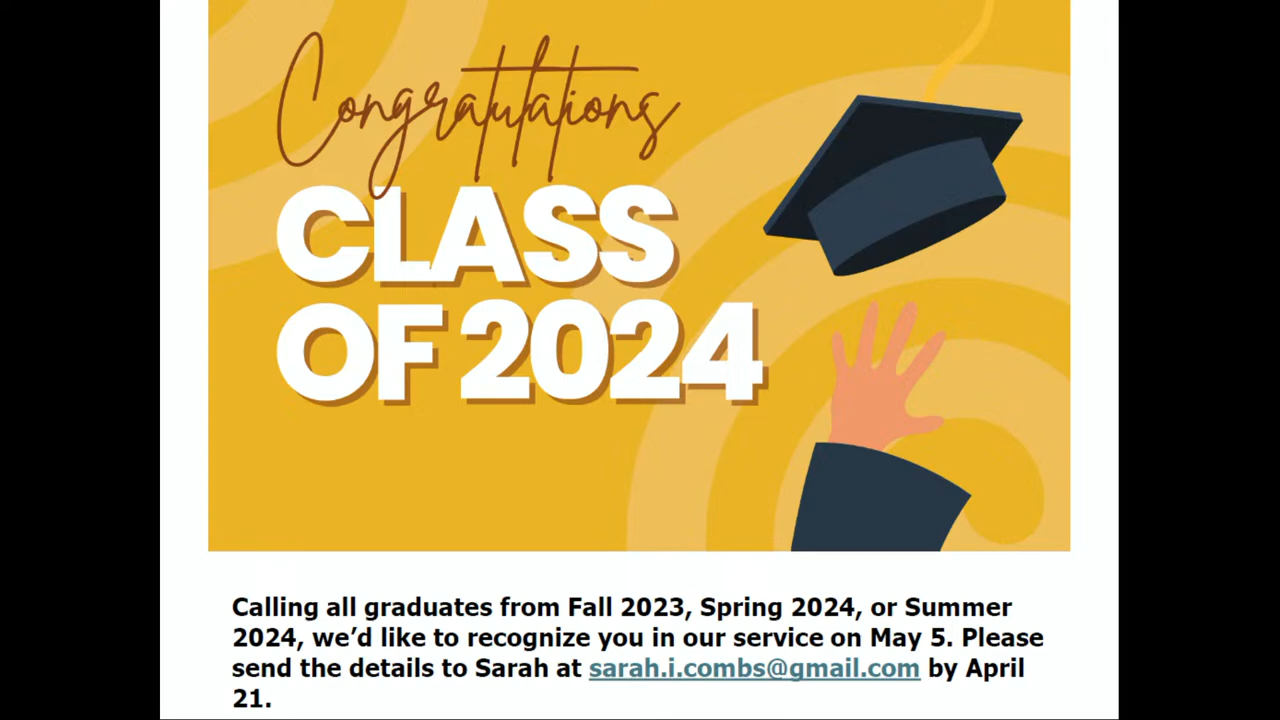 Congratulations
CLASS
OF 2024
Calling all graduates from Fall 2023, Spring 2024, or Summer
2024, we’d like to recognize you in our service on May 5. Please
send the details to Sarah at sarah.i.combs@gmail.com by April
21.